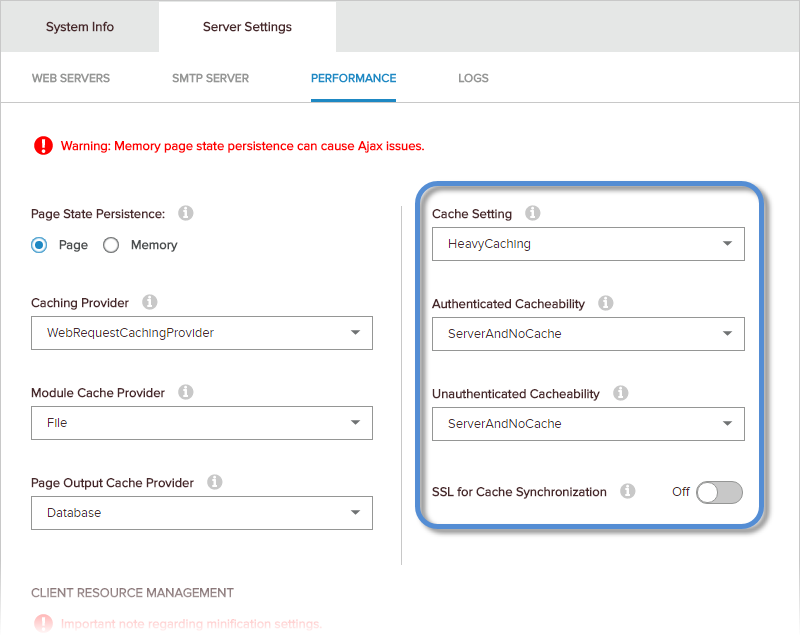 System Info
Server Settings
WEB SERVERS
SMTP SERVER
PERFORMANCE
LOGS
Warning: Memory page state persistence can cause Ajax issues.
Page State Persistence:
Page
Memory
Caching Provider
WebRequestCachingProvider
Module Cache Provider
File
Page Output Cache Provider
Database
Cache Setting
HeavyCaching
Authenticated Cacheability
ServerAndNoCache
Unauthenticated Cacheability
ServerAndNoCache
SSL for Cache Synchronization
Off
CLIENT RESOURCE MANAGEMENT
Important note regarding minification settings.